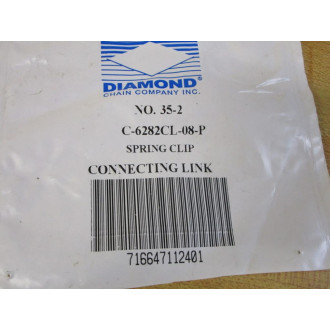 DIAMOND
CHAIN COMPANY INC.
NO. 35-2
C-6282CL-08-P
SPRING CLIP
CONNECTING LINK
716647112401